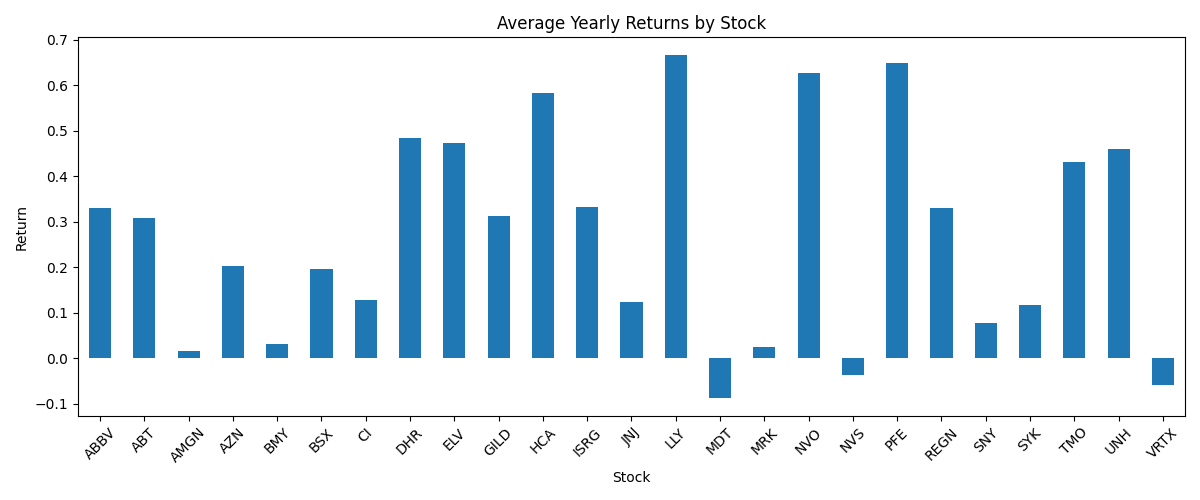 Average Yearly Returns by Stock
0.7
0.6
0.5
0.4
0.3
0.2
0.1
0.0
−0.1
Return
ABBV
ABT
AMGN
AZN
BMY
BSX
CI
DHR
ELV
GILD
HCA
ISRG
JNJ
LLY
MDT
MRK
NVO
NVS
PFE
REGN
SNY
SYK
TMO
UNH
VRTX
Stock